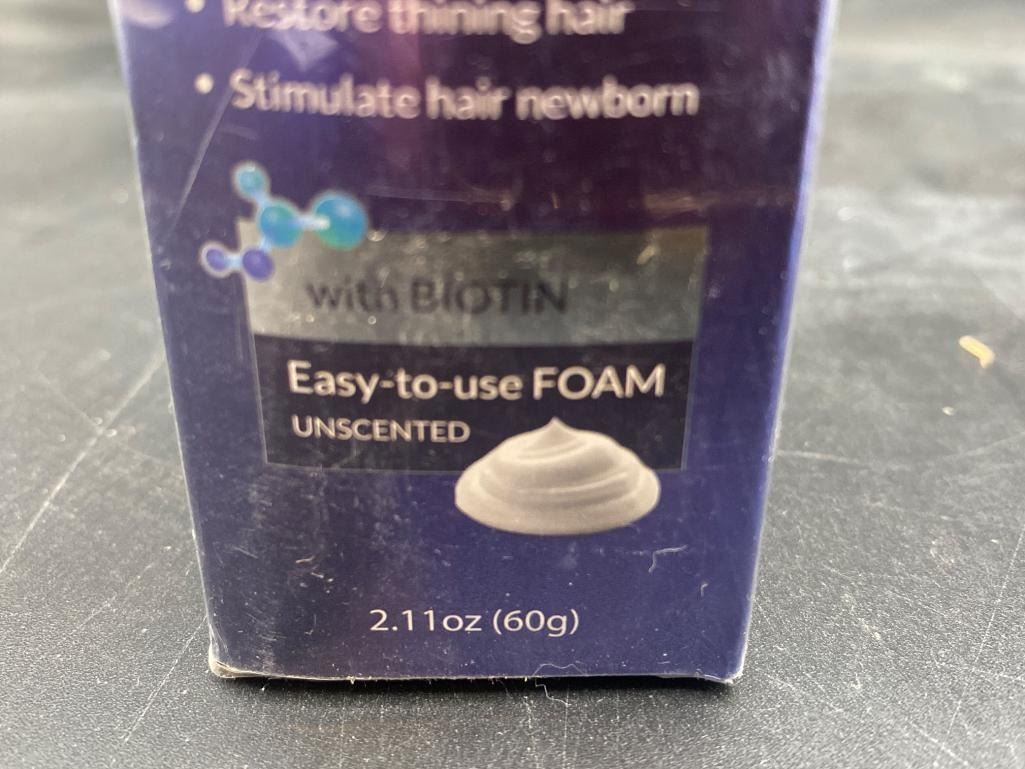 • Restore thining hair
• Stimulate hair newborn
with BIOTIN
Easy-to-use FOAM
UNSCENTED
2.11oz (60g)